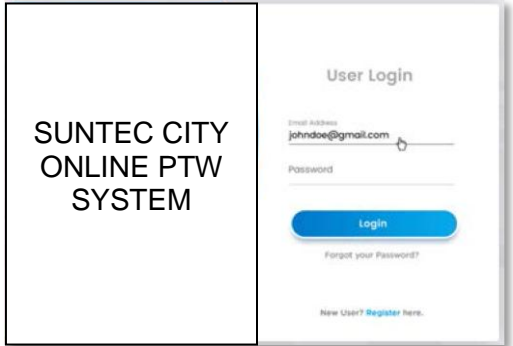 SUNTEC CITY
ONLINE PTW
SYSTEM
User Login
Email Address
johndoe@gmail.com
Password
Login
Forgot your Password?
New User? Register here.